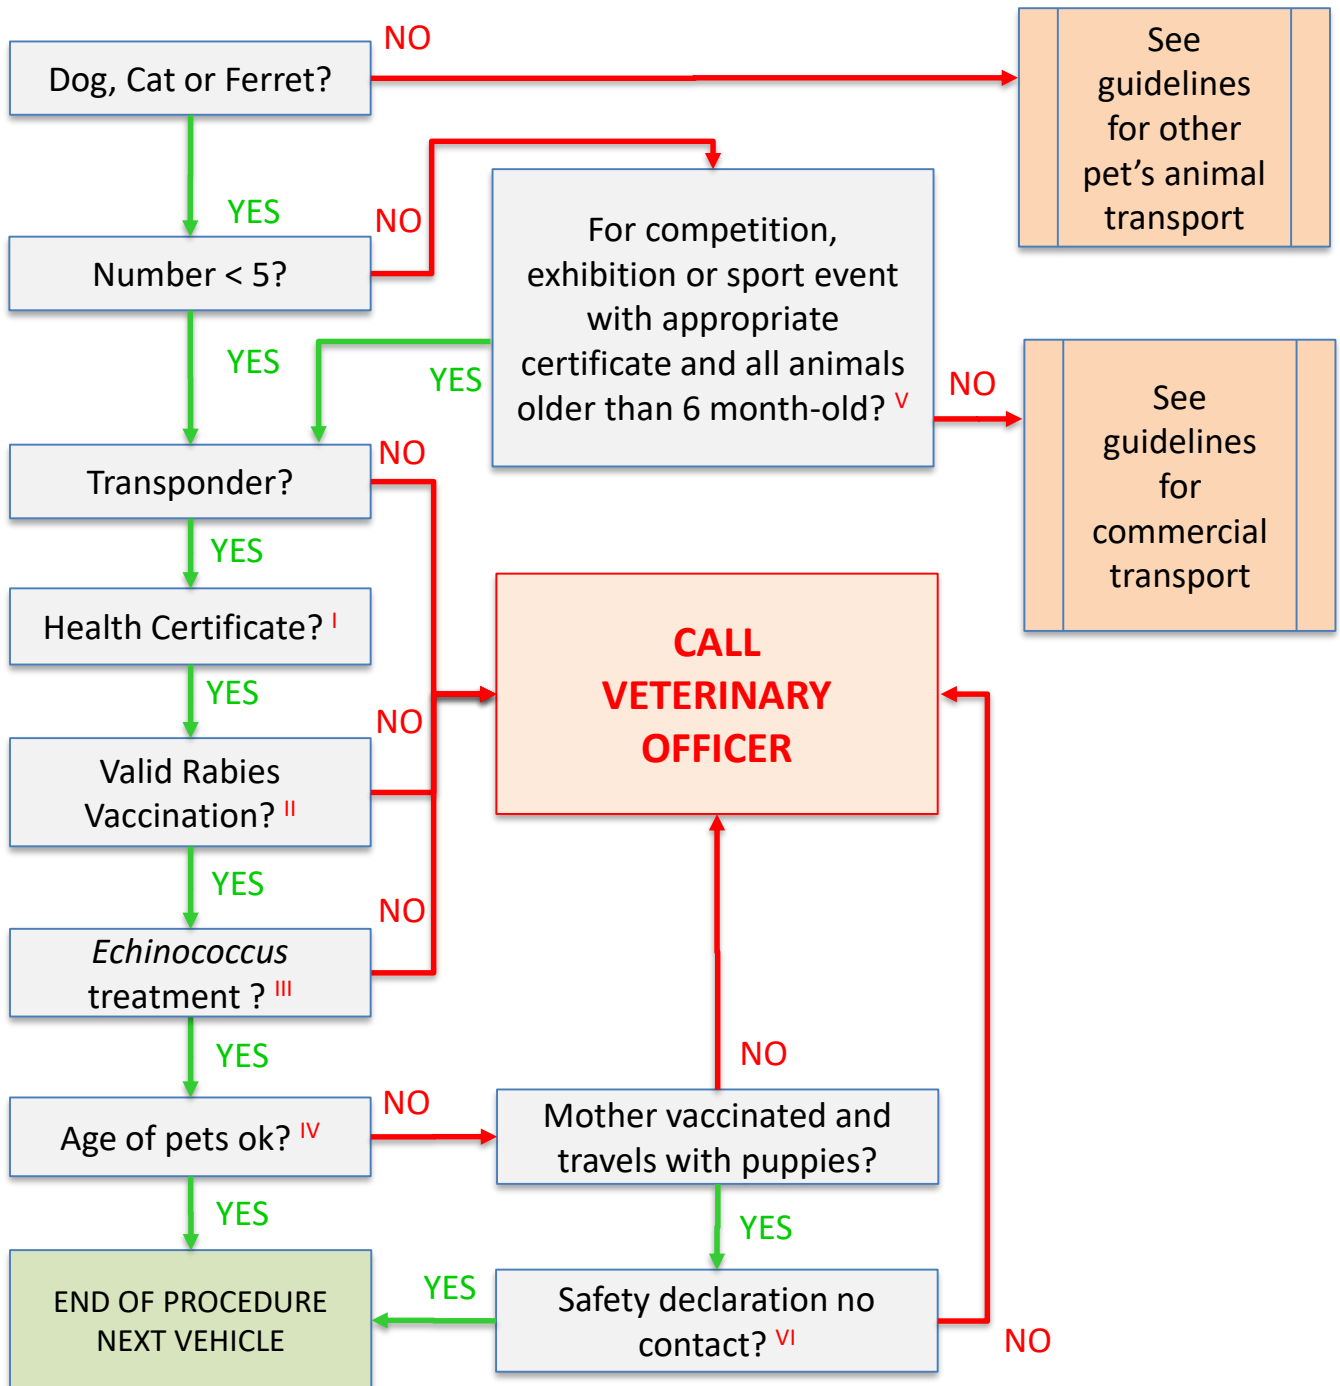 Dog, Cat or Ferret?
NO
See
guidelines
for other
pet's animal
transport
YES
Number < 5?
NO
For competition,
exhibition or sport event
with appropriate
certificate and all animals
older than 6 month-old? V
YES
YES
NO
See
guidelines
for
commercial
transport
Transponder?
NO
YES
Health Certificate? I
YES
CALL
VETERINARY
OFFICER
Valid Rabies
Vaccination? II
NO
YES
Echinococcus
treatment ? III
NO
YES
Age of pets ok? IV
NO
Mother vaccinated and
travels with puppies?
NO
YES
YES
END OF PROCEDURE
NEXT VEHICLE
YES
Safety declaration no
contact? VI
NO